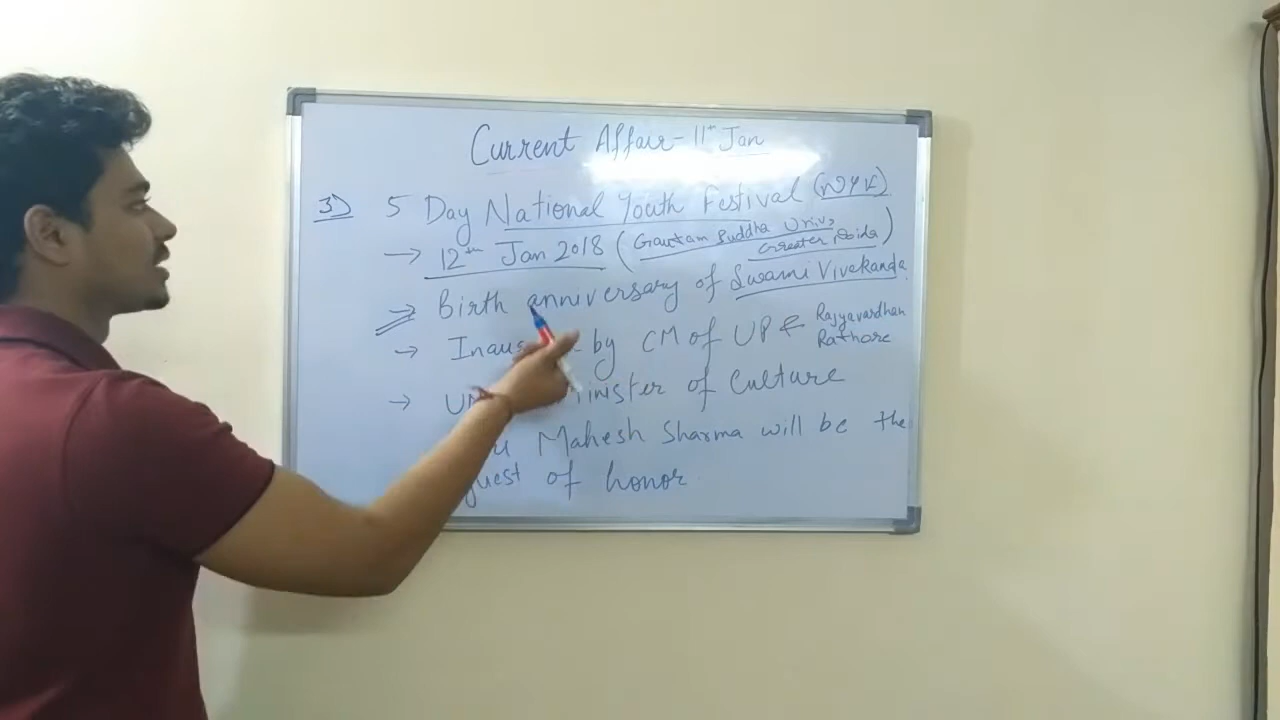 Current Affair - 11th Jan
3) 5 Day National Youth Festival (NYK)
→ 12th Jan 2018 (Gautam Buddha Univ, Greater Noida)
→ Birth anniversary of Swami Vivekanda
→ Inau by CM of UP & Rajyavardhan Rathore
→ Minister of Culture
Mahesh Sharma will be the
guest of honor